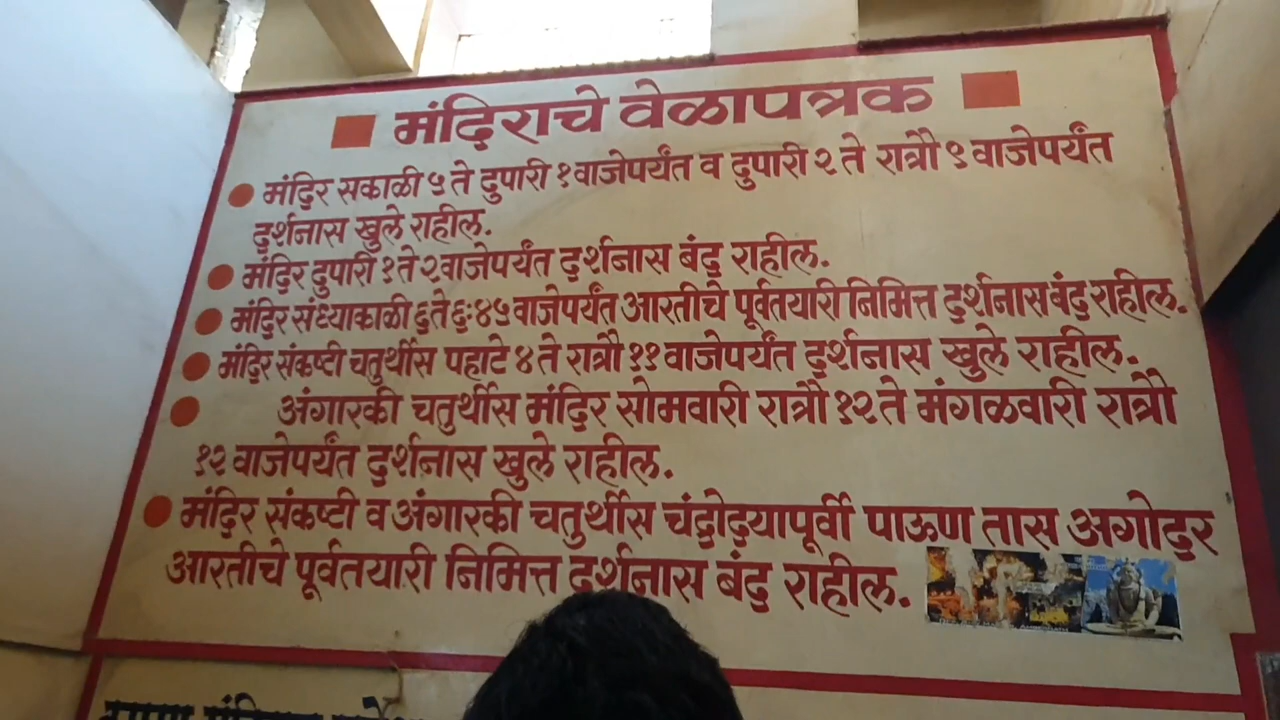 मंदिराचे वेळापत्रक
मंदिर सकाळी ५ ते दुपारी १ वाजेपर्यंत व दुपारी २ ते रात्रौ ९ वाजेपर्यंत
दर्शनास खुले राहील.
मंदिर दुपारी १ ते २ वाजेपर्यंत दर्शनास बंद राहील.
मंदिर संध्याकाळी ६ ते ६:४५ वाजेपर्यंत आरतीचे पूर्वतयारी निमित्त दर्शनास बंद राहील.
मंदिर संकष्टी चतुर्थीस पहाटे ४ ते रात्रौ ११ वाजेपर्यंत दर्शनास खुले राहील.
अंगारकी चतुर्थीस मंदिर सोमवारी रात्रौ १२ ते मंगळवारी रात्रौ
१२ वाजेपर्यंत दर्शनास खुले राहील.
मंदिर संकष्टी व अंगारकी चतुर्थीस चंद्रोदयापूर्वी पाऊण तास अगोदर
आरतीचे पूर्वतयारी निमित्त दर्शनास बंद राहील.